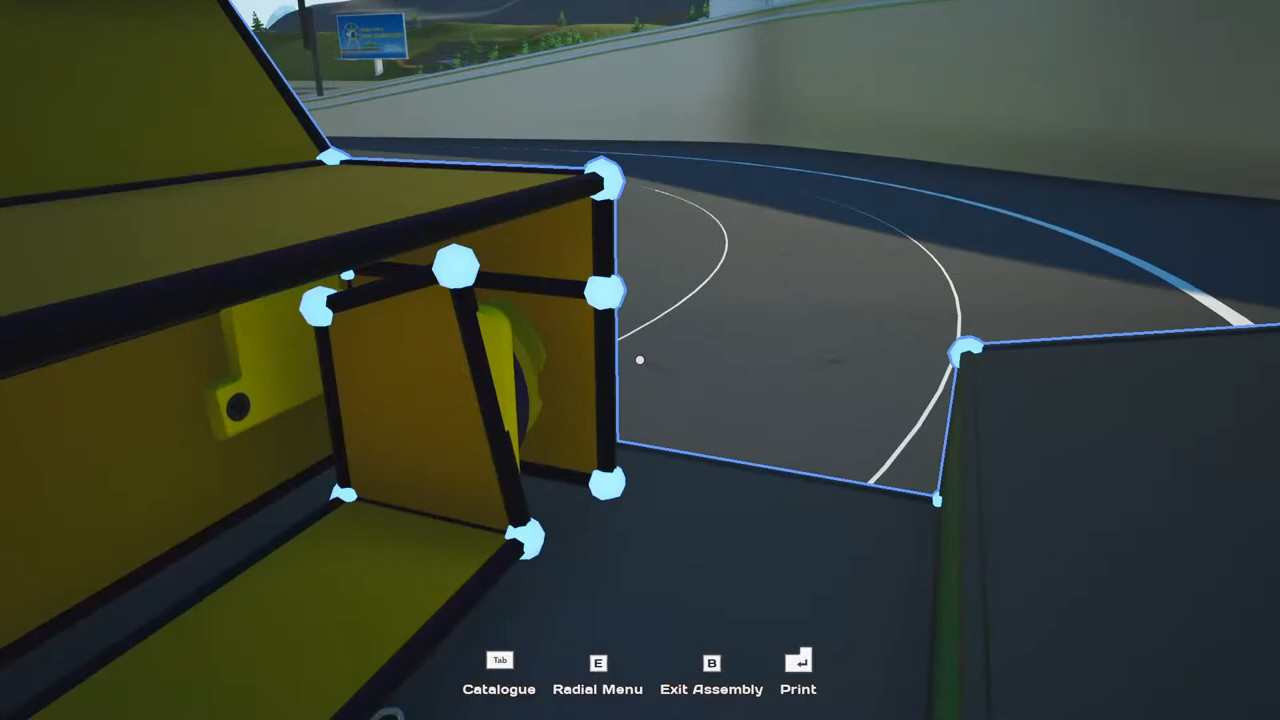 Tab
E
B
Catalogue
Radial Menu
Exit Assembly
Print